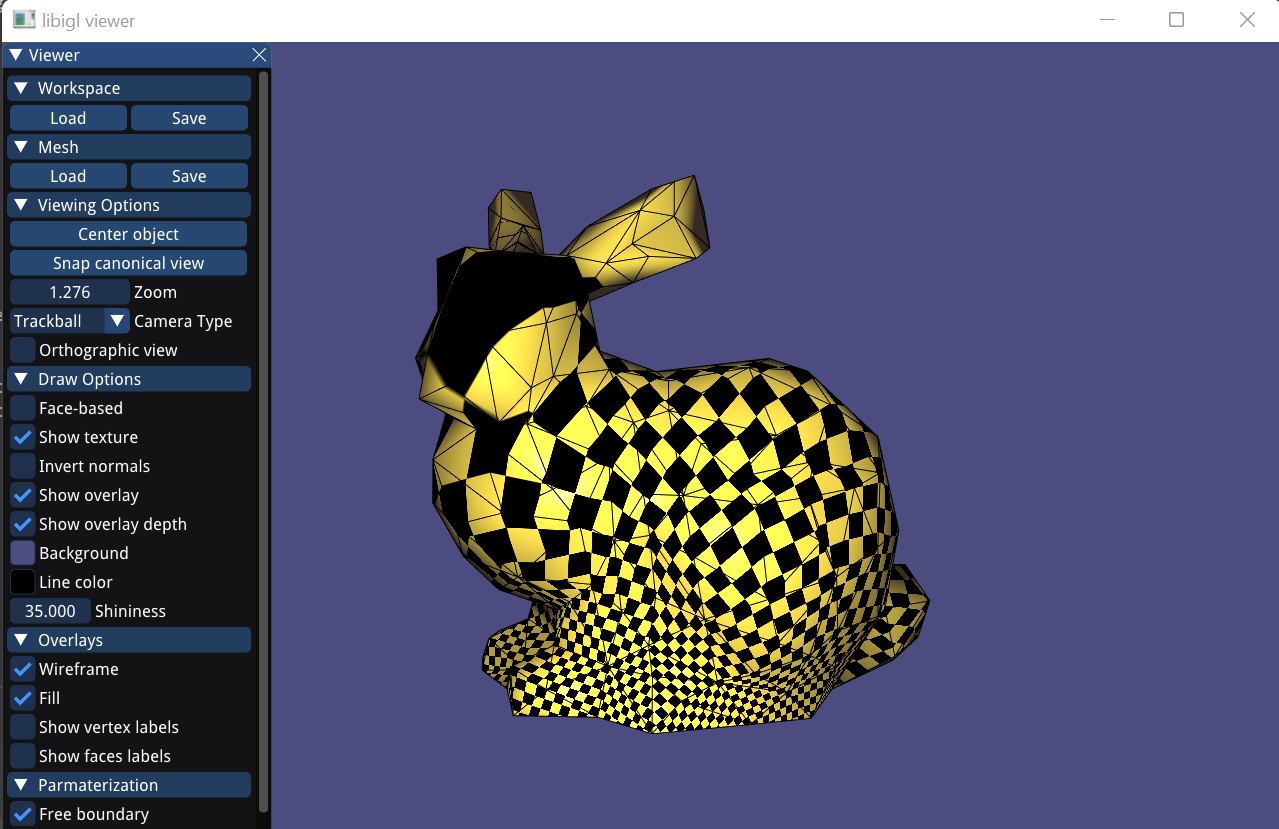 libigl viewer
Viewer
Workspace
Load Save
Mesh
Load Save
Viewing Options
Center object
Snap canonical view
1.276 Zoom
Trackball Camera Type
Orthographic view
Draw Options
Face-based
Show texture
Invert normals
Show overlay
Show overlay depth
Background
Line color
35.000 Shininess
Overlays
Wireframe
Fill
Show vertex labels
Show faces labels
Parmaterization
Free boundary